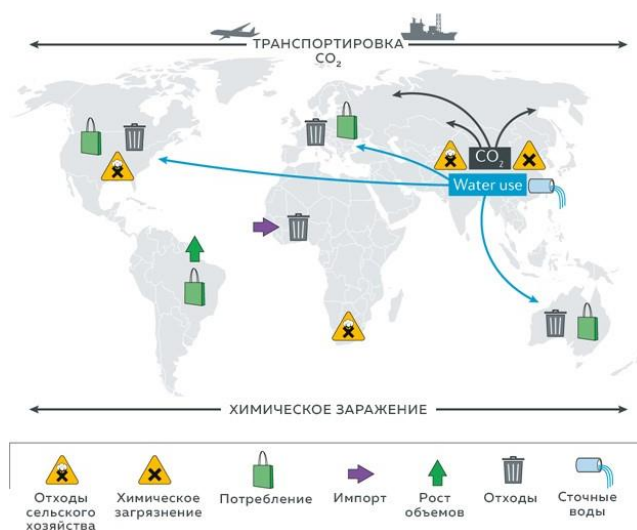 ТРАНСПОРТИРОВКА
CO₂
CO₂
Water use
ХИМИЧЕСКОЕ ЗАРАЖЕНИЕ
Отходы
сельского
хозяйства
Химическое
загрязнение
Потребление
Импорт
Рост
объемов
Отходы
Сточные
воды